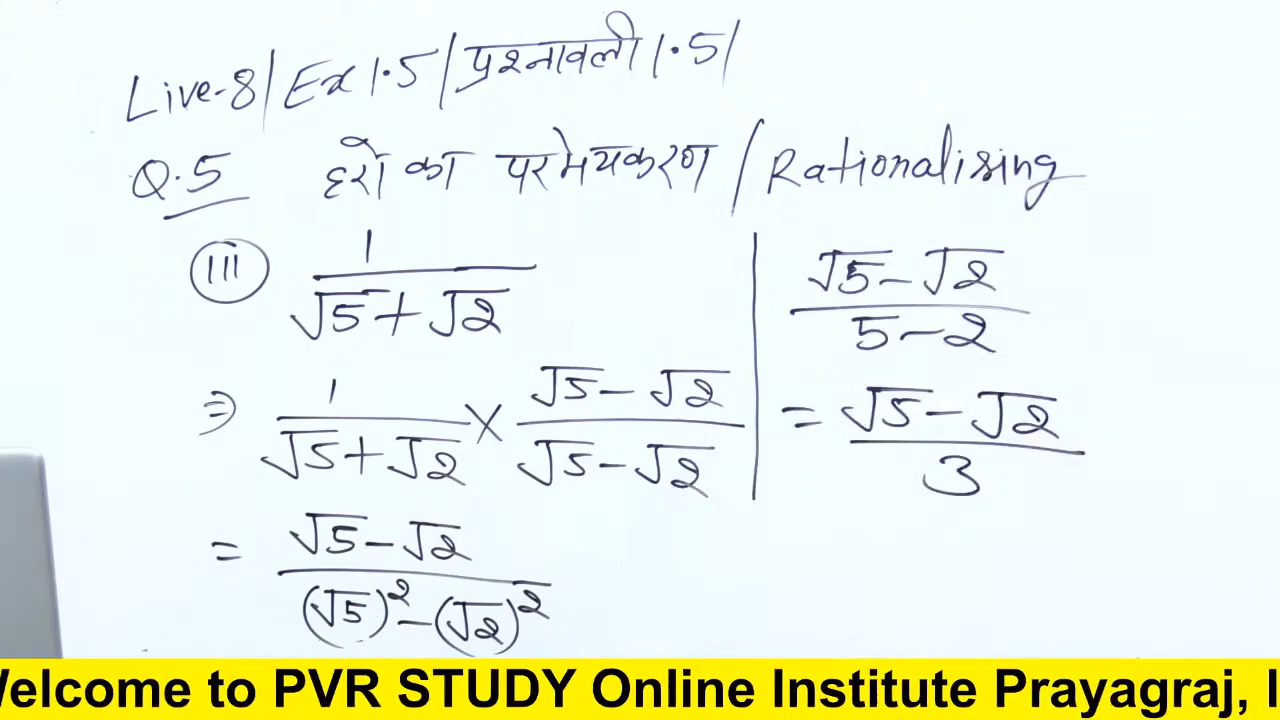 Live-8/ Ex 1.5/ प्रश्नावली 1.5/
Q.5 हरों का परमेयकरण / Rationalising
(iii) 1/(√5+√2)
⇒ 1/(√5+√2) × (√5-√2)/(√5-√2)
= (√5-√2)/((√5)²-(√2)²)
(√5-√2)/(5-2)
= (√5-√2)/3
Welcome to PVR STUDY Online Institute Prayagraj, I